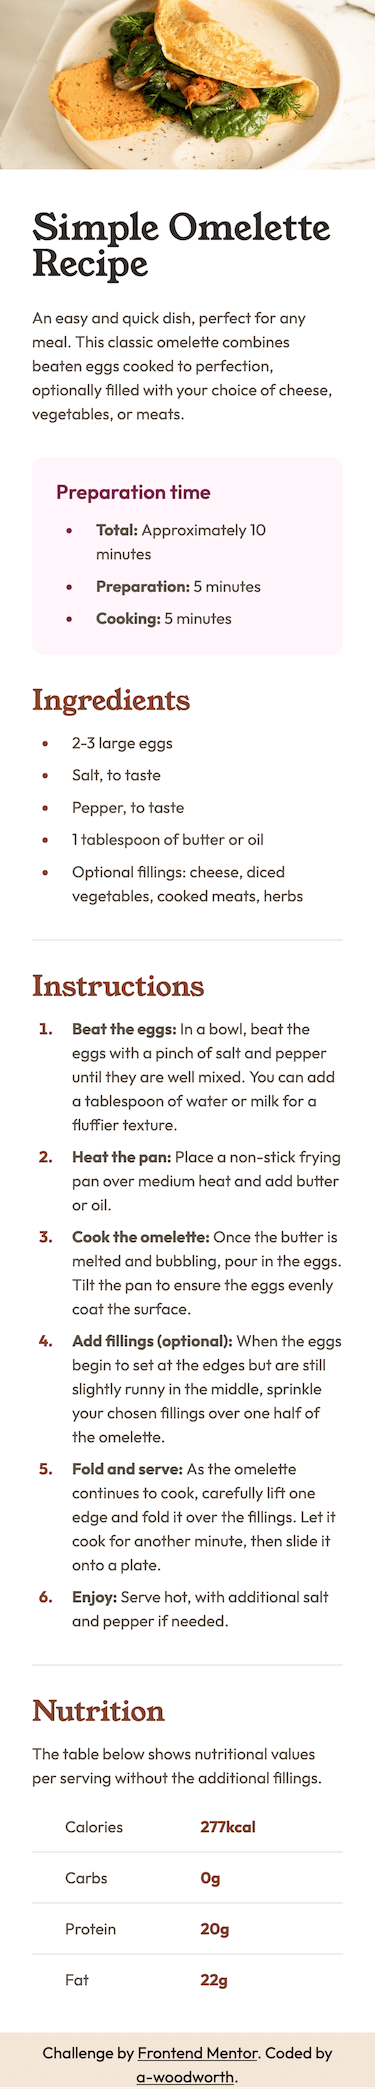 Simple Omelette
Recipe
An easy and quick dish, perfect for any
meal. This classic omelette combines
beaten eggs cooked to perfection,
optionally filled with your choice of cheese,
vegetables, or meats.
Preparation time
• Total: Approximately 10
minutes
• Preparation: 5 minutes
• Cooking: 5 minutes
Ingredients
• 2-3 large eggs
• Salt, to taste
• Pepper, to taste
• 1 tablespoon of butter or oil
• Optional fillings: cheese, diced
vegetables, cooked meats, herbs
Instructions
1. Beat the eggs: In a bowl, beat the
eggs with a pinch of salt and pepper
until they are well mixed. You can add
a tablespoon of water or milk for a
fluffier texture.
2. Heat the pan: Place a non-stick frying
pan over medium heat and add butter
or oil.
3. Cook the omelette: Once the butter is
melted and bubbling, pour in the eggs.
Tilt the pan to ensure the eggs evenly
coat the surface.
4. Add fillings (optional): When the eggs
begin to set at the edges but are still
slightly runny in the middle, sprinkle
your chosen fillings over one half of
the omelette.
5. Fold and serve: As the omelette
continues to cook, carefully lift one
edge and fold it over the fillings. Let it
cook for another minute, then slide it
onto a plate.
6. Enjoy: Serve hot, with additional salt
and pepper if needed.
Nutrition
The table below shows nutritional values
per serving without the additional fillings.
Calories 277kcal
Carbs 0g
Protein 20g
Fat 22g
Challenge by Frontend Mentor. Coded by
a-woodworth.